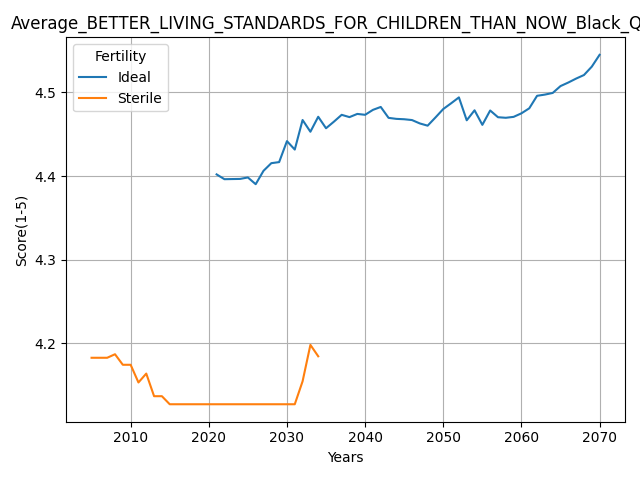 Average_BETTER_LIVING_STANDARDS_FOR_CHILDREN_THAN_NOW_Black_Q
Fertility
Ideal
Sterile
Score(1-5)
4.5
4.4
4.3
4.2
2010 2020 2030 2040 2050 2060 2070
Years